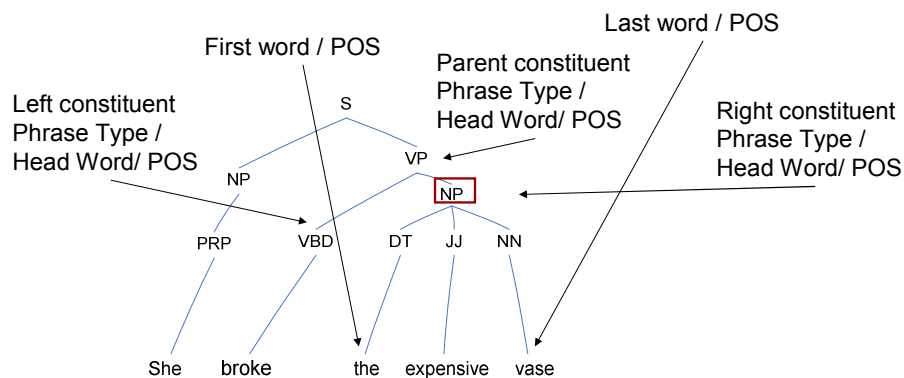 Last word / POS
First word / POS
Parent constituent
Phrase Type /
Head Word/ POS
Left constituent
Phrase Type /
Head Word/ POS
Right constituent
Phrase Type /
Head Word/ POS
S
VP
NP
NP
PRP
VBD
DT
JJ
NN
She
broke
the
expensive
vase